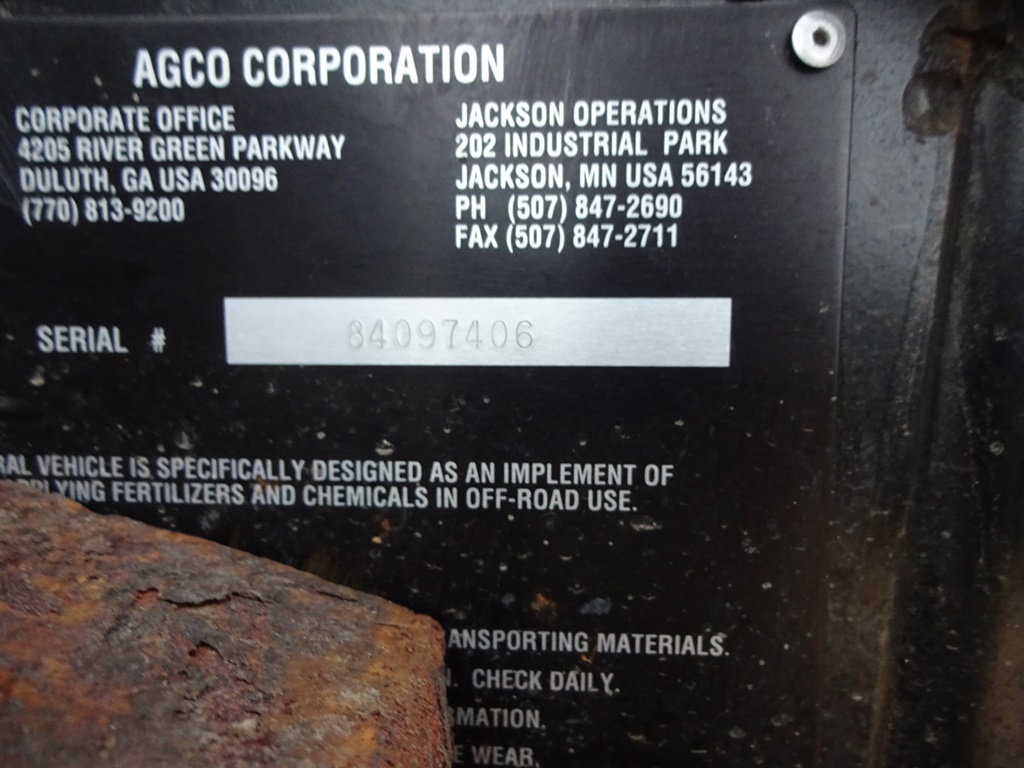 AGCO CORPORATION
CORPORATE OFFICE
4205 RIVER GREEN PARKWAY
DULUTH, GA USA 30096
(770) 813-9200
JACKSON OPERATIONS
202 INDUSTRIAL PARK
JACKSON, MN USA 56143
PH (507) 847-2690
FAX (507) 847-2711
SERIAL # 84097406
VEHICLE IS SPECIFICALLY DESIGNED AS AN IMPLEMENT OF
FERTILIZERS AND CHEMICALS IN OFF-ROAD USE.
MATERIALS.
CHECK DAILY.
WEAR.